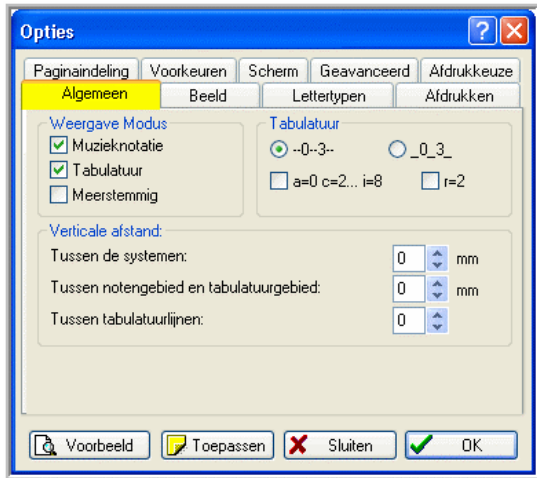 Opties
Paginaindeling Voorkeuren Scherm Geavanceerd Afdrukkeuze
Algemeen Beeld Lettertypen Afdrukken
Weergave Modus
Muzieknotatie
Tabulatuur
Meerstemmig
Tabulatuur
--0--3-- _0_3_
a=0 c=2... i=8 r=2
Verticale afstand:
Tussen de systemen: 0 mm
Tussen notengebied en tabulatuurgebied: 0 mm
Tussen tabulatuurlijnen: 0
Voorbeeld Toepassen Sluiten OK